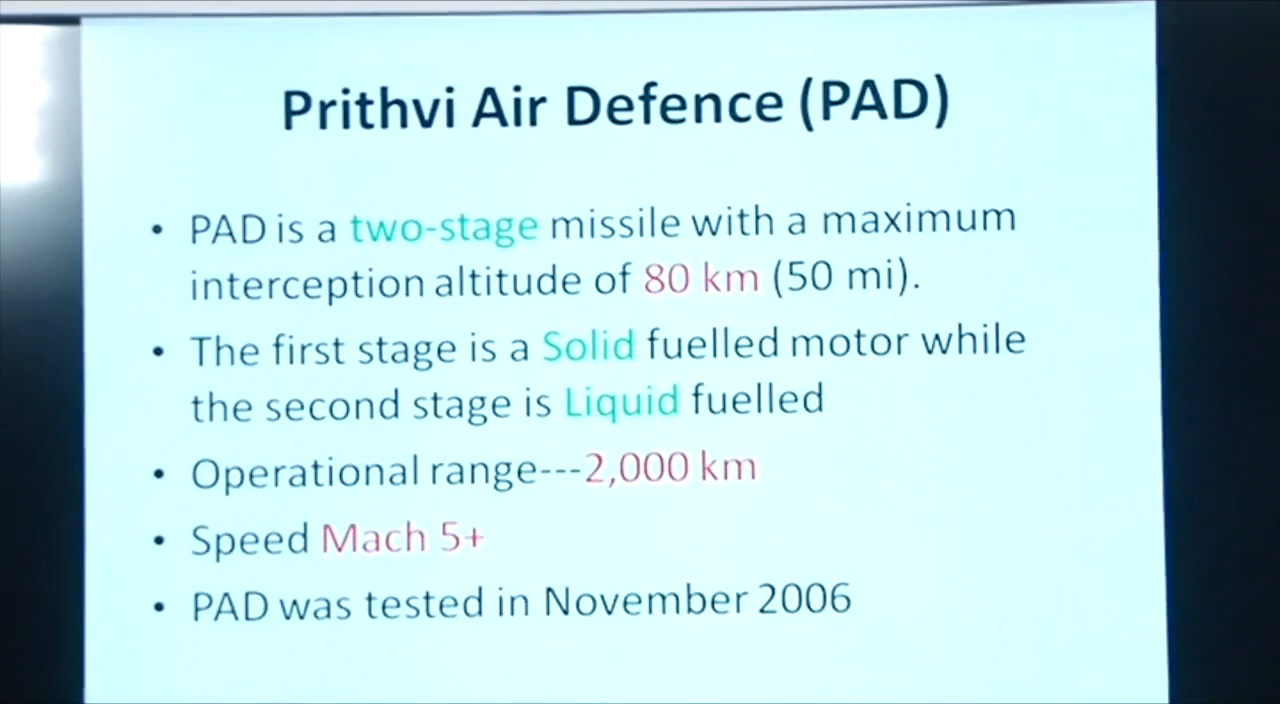 Prithvi Air Defence (PAD)
• PAD is a two-stage missile with a maximum
interception altitude of 80 km (50 mi).
• The first stage is a Solid fuelled motor while
the second stage is Liquid fuelled
• Operational range---2,000 km
• Speed Mach 5+
• PAD was tested in November 2006